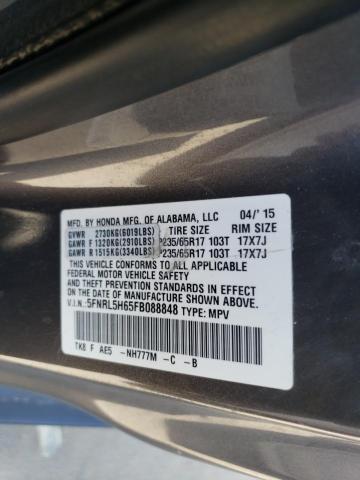 MFD. BY HONDA MFG. OF ALABAMA, LLC 04/'15
GVWR 2730KG(6019LBS) TIRE SIZE RIM SIZE
GAWR F 1320KG(2910LBS) P235/65R17 103T 17X7J
GAWR R 1515KG(3340LBS) P235/65R17 103T 17X7J
THIS VEHICLE CONFORMS TO ALL APPLICABLE
FEDERAL MOTOR VEHICLE SAFETY AND
THEFT PREVENTION STANDARDS IN EFFECT ON
THE DATE OF MANUFACTURE SHOWN ABOVE.
V.I.N.:5FNRL5H65FB088848 TYPE: MPV
TK8 F AE5 -NH777M -C -B